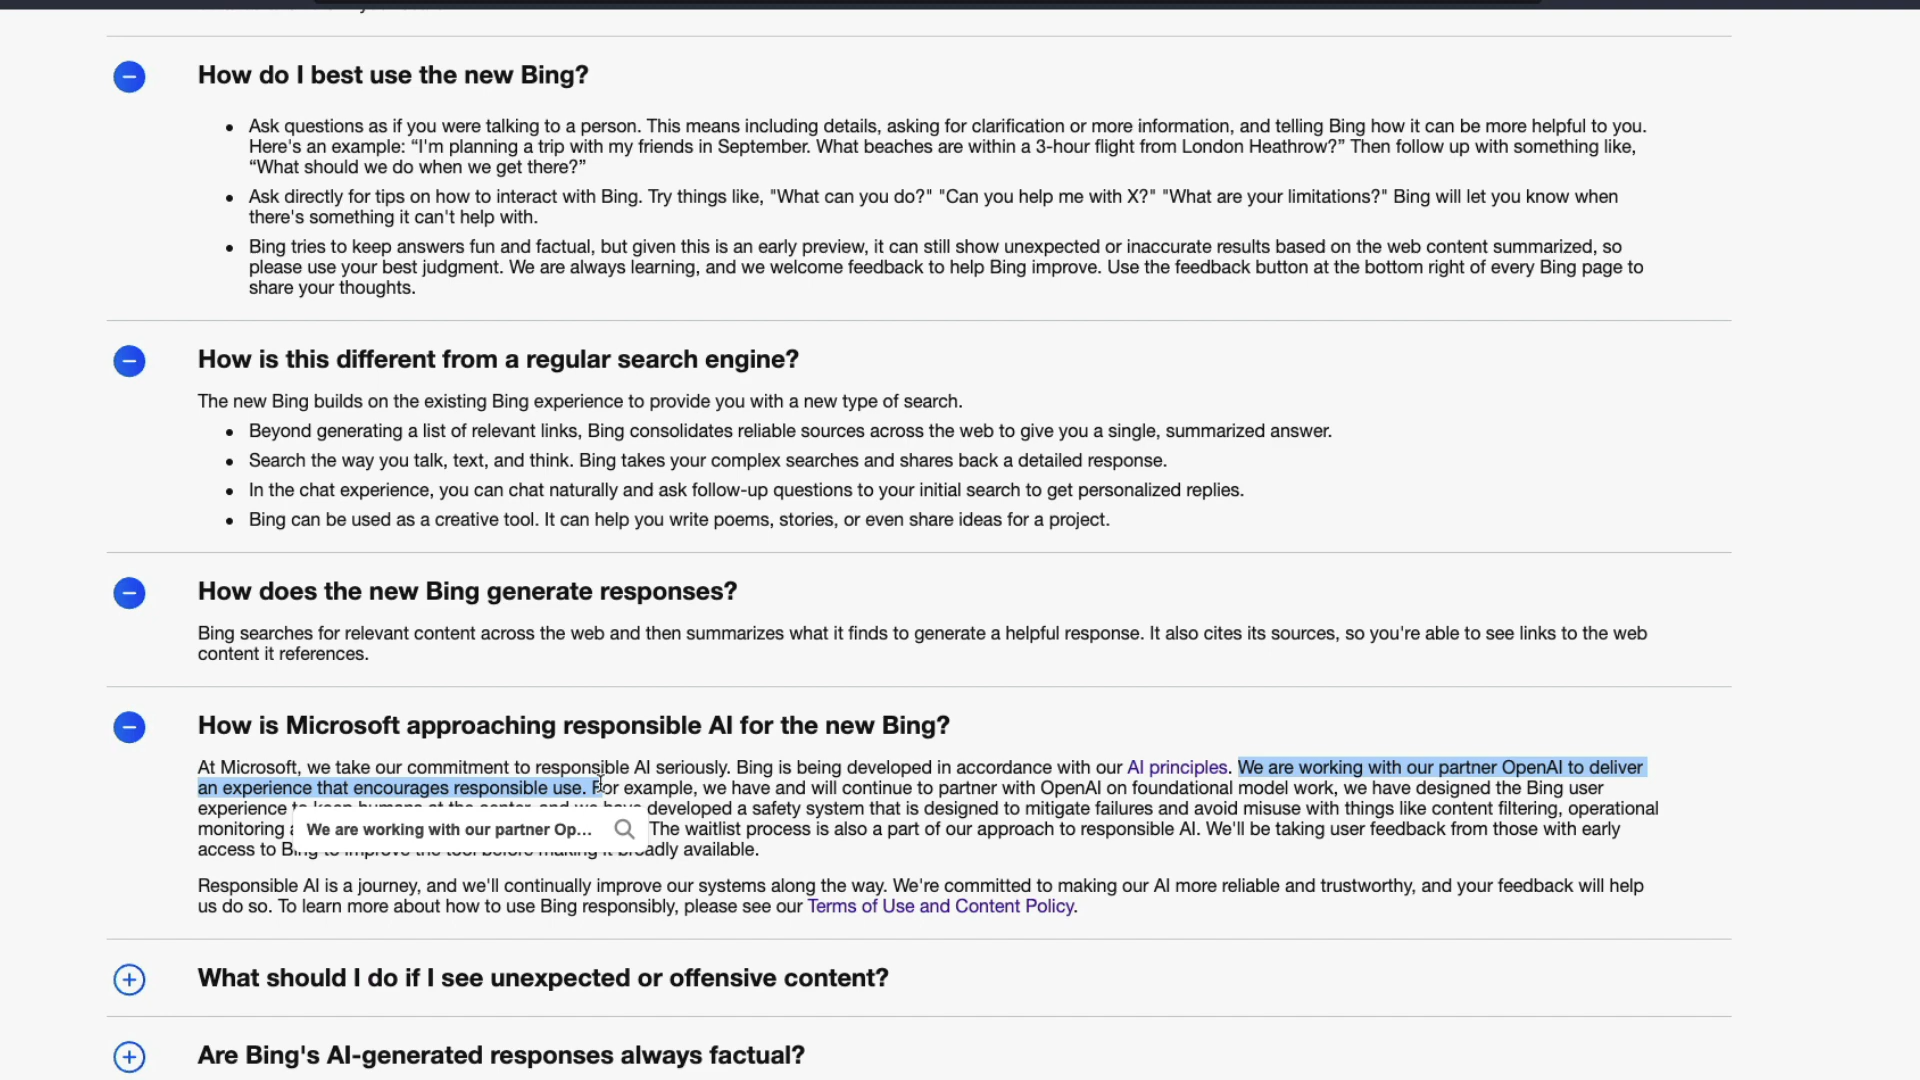 How do I best use the new Bing?
Ask questions as if you were talking to a person. This means including details, asking for clarification or more information, and telling Bing how it can be more helpful to you.
Here's an example: “I'm planning a trip with my friends in September. What beaches are within a 3-hour flight from London Heathrow?” Then follow up with something like,
“What should we do when we get there?”
Ask directly for tips on how to interact with Bing. Try things like, "What can you do?" "Can you help me with X?" "What are your limitations?" Bing will let you know when
there's something it can't help with.
Bing tries to keep answers fun and factual, but given this is an early preview, it can still show unexpected or inaccurate results based on the web content summarized, so
please use your best judgment. We are always learning, and we welcome feedback to help Bing improve. Use the feedback button at the bottom right of every Bing page to
share your thoughts.
How is this different from a regular search engine?
The new Bing builds on the existing Bing experience to provide you with a new type of search.
Beyond generating a list of relevant links, Bing consolidates reliable sources across the web to give you a single, summarized answer.
Search the way you talk, text, and think. Bing takes your complex searches and shares back a detailed response.
In the chat experience, you can chat naturally and ask follow-up questions to your initial search to get personalized replies.
Bing can be used as a creative tool. It can help you write poems, stories, or even share ideas for a project.
How does the new Bing generate responses?
Bing searches for relevant content across the web and then summarizes what it finds to generate a helpful response. It also cites its sources, so you're able to see links to the web
content it references.
How is Microsoft approaching responsible AI for the new Bing?
At Microsoft, we take our commitment to responsible AI seriously. Bing is being developed in accordance with our AI principles. We are working with our partner OpenAI to deliver
an experience that encourages responsible use. For example, we have and will continue to partner with OpenAI on foundational model work, we have designed the Bing user
experience to keep humans at the center, and we have developed a safety system that is designed to mitigate failures and avoid misuse with things like content filtering, operational
monitoring The waitlist process is also a part of our approach to responsible AI. We'll be taking user feedback from those with early
We are working with our partner Op...
access to Bing to improve the tool before making it broadly available.
Responsible AI is a journey, and we'll continually improve our systems along the way. We're committed to making our AI more reliable and trustworthy, and your feedback will help
us do so. To learn more about how to use Bing responsibly, please see our Terms of Use and Content Policy.
What should I do if I see unexpected or offensive content?
Are Bing's AI-generated responses always factual?